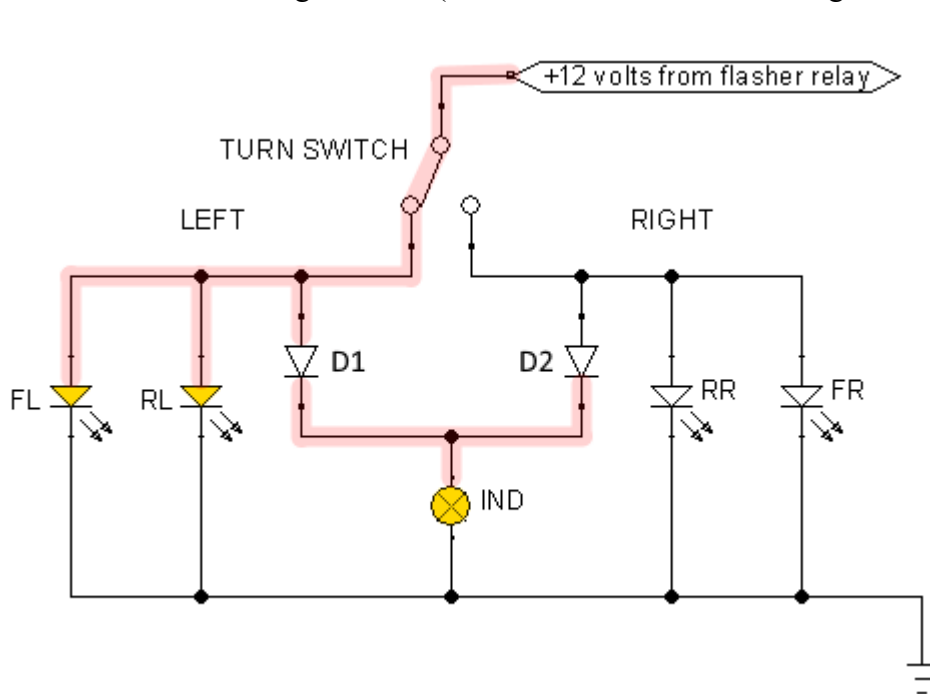 +12 volts from flasher relay
TURN SWITCH
LEFT
RIGHT
D1
D2
FL
RL
RR
FR
IND